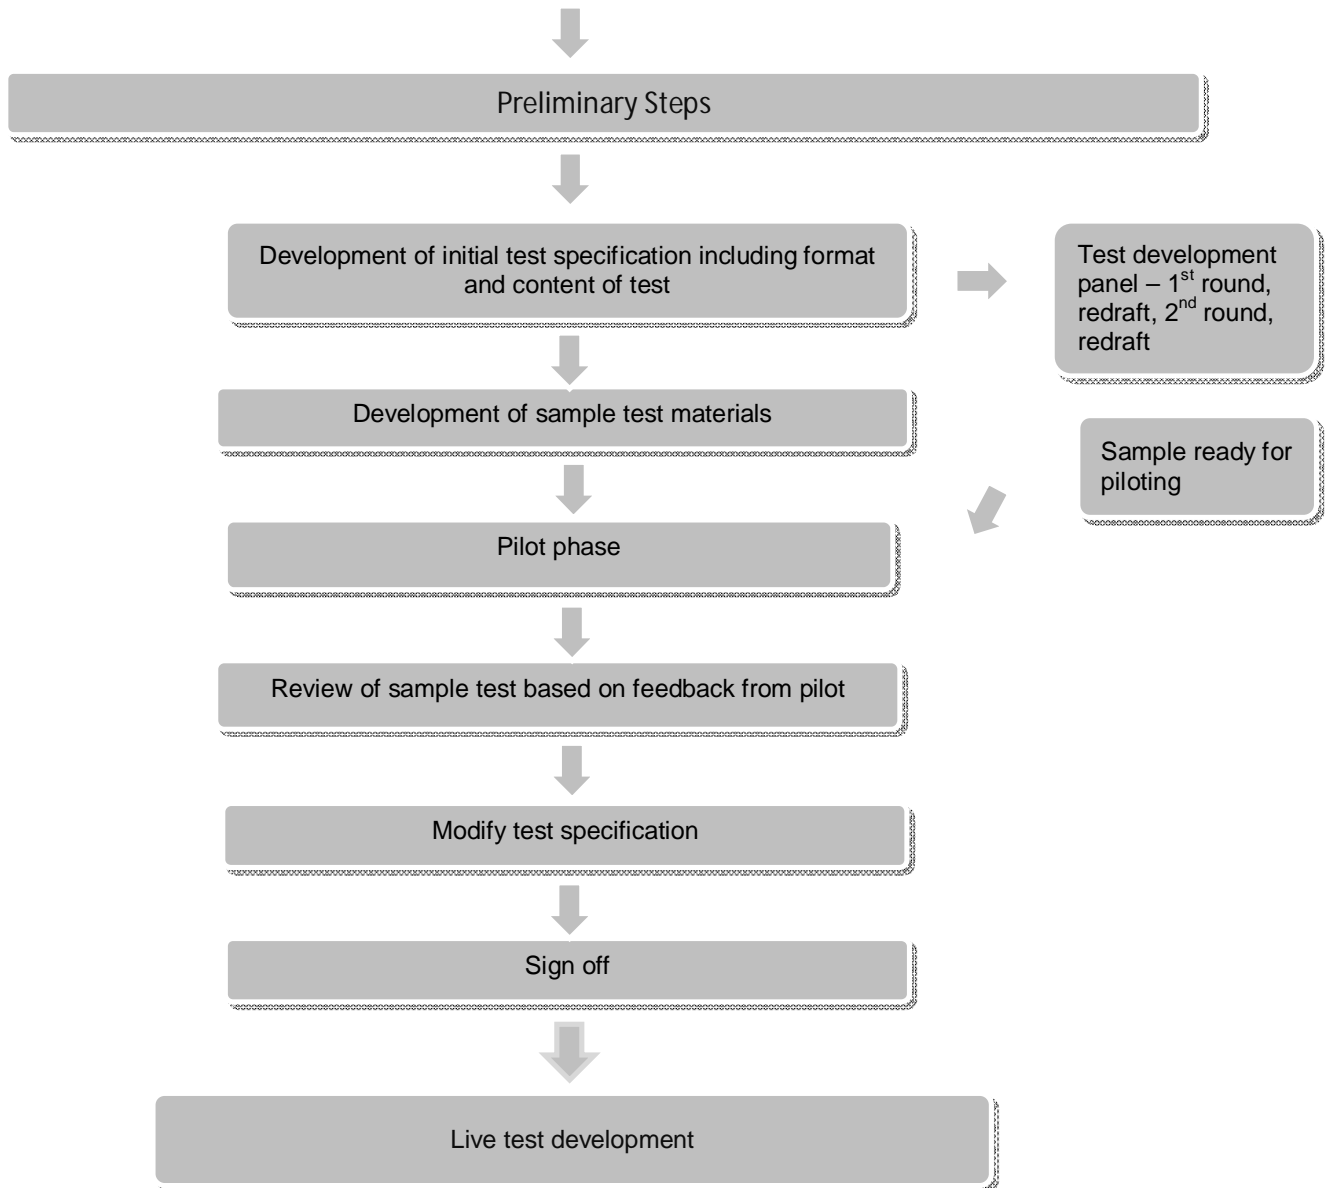 Preliminary Steps
Development of initial test specification including format
and content of test
Test development
panel – 1st round,
redraft, 2nd round,
redraft
Development of sample test materials
Sample ready for
piloting
Pilot phase
Review of sample test based on feedback from pilot
Modify test specification
Sign off
Live test development